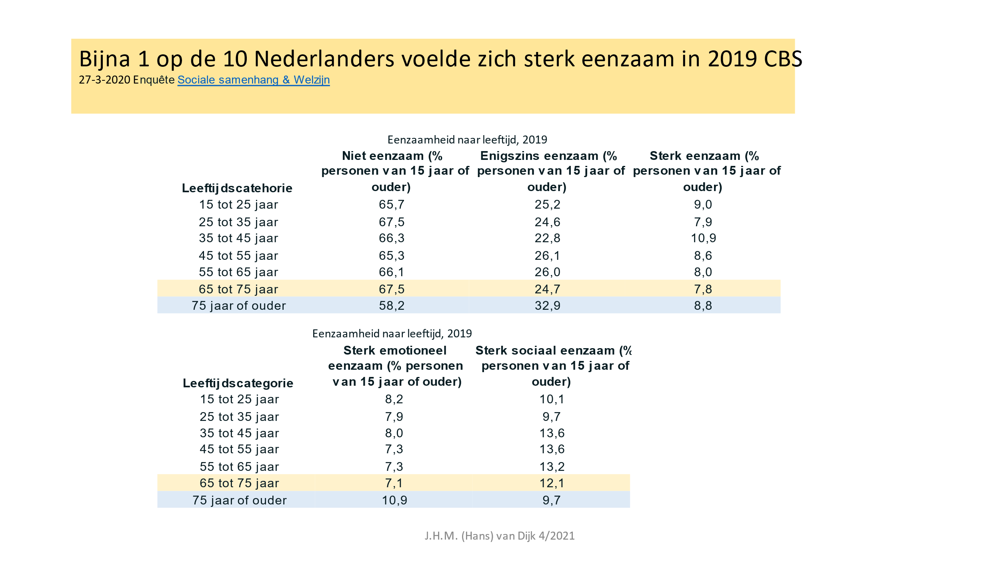 Bijna 1 op de 10 Nederlanders voelde zich sterk eenzaam in 2019 CBS
27-3-2020 Enquête Sociale samenhang & Welzijn
Eenzaamheid naar leeftijd, 2019
Niet eenzaam (% Enigszins eenzaam (% Sterk eenzaam (%
personen van 15 jaar of personen van 15 jaar of personen van 15 jaar of
Leeftijdscatehorie ouder) ouder) ouder)
15 tot 25 jaar 65,7 25,2 9,0
25 tot 35 jaar 67,5 24,6 7,9
35 tot 45 jaar 66,3 22,8 10,9
45 tot 55 jaar 65,3 26,1 8,6
55 tot 65 jaar 66,1 26,0 8,0
65 tot 75 jaar 67,5 24,7 7,8
75 jaar of ouder 58,2 32,9 8,8
Eenzaamheid naar leeftijd, 2019
Sterk emotioneel Sterk sociaal eenzaam (%
eenzaam (% personen personen van 15 jaar of
Leeftijdscategorie van 15 jaar of ouder) ouder)
15 tot 25 jaar 8,2 10,1
25 tot 35 jaar 7,9 9,7
35 tot 45 jaar 8,0 13,6
45 tot 55 jaar 7,3 13,6
55 tot 65 jaar 7,3 13,2
65 tot 75 jaar 7,1 12,1
75 jaar of ouder 10,9 9,7
J.H.M. (Hans) van Dijk 4/2021